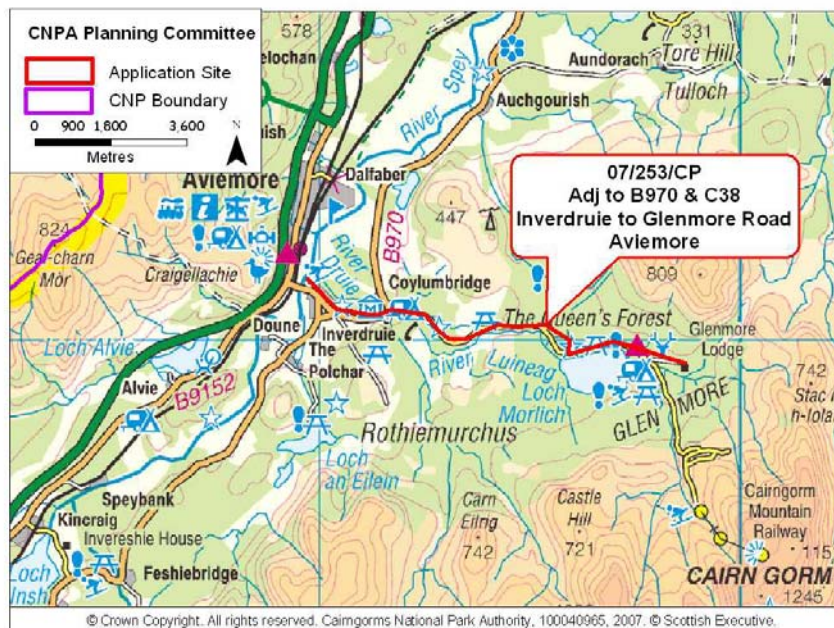 CNPA Planning Committee
Application Site
CNP Boundary
0 900 1,800 3,600
Metres
N
578
331
elochan
Aundorach
Tore Hill
Tulloch
River Spey
Auchgourish
nish
Dalfaber
07/253/CP
Adj to B970 & C38
Inverdruie to Glenmore Road
Aviemore
Aviemore
447
824
Geal-charn
Mòr
B970
River
Druie
809
Craigellachie
Coylumbridge
The Queen's Forest
Glenmore
Lodge
Loch Alvie
Doune
Inverdruie
The
Polchar
River Luineag
Loch
Morlich
742
Stac
h-Iola
Alvie
B9152
GLEN MORE
Rothiemurchus
Loch
an Eilein
Speybank
Kincraig
Invereshie House
Carn
Eilrig
742
Castle
Hill
721
Cairngorm
Mountain
Railway
115
Loch
Insh
Feshiebridge
CAIRN GORM
1245
© Crown Copyright. All rights reserved. Cairngorms National Park Authority, 100040965, 2007. © Scottish Executive.